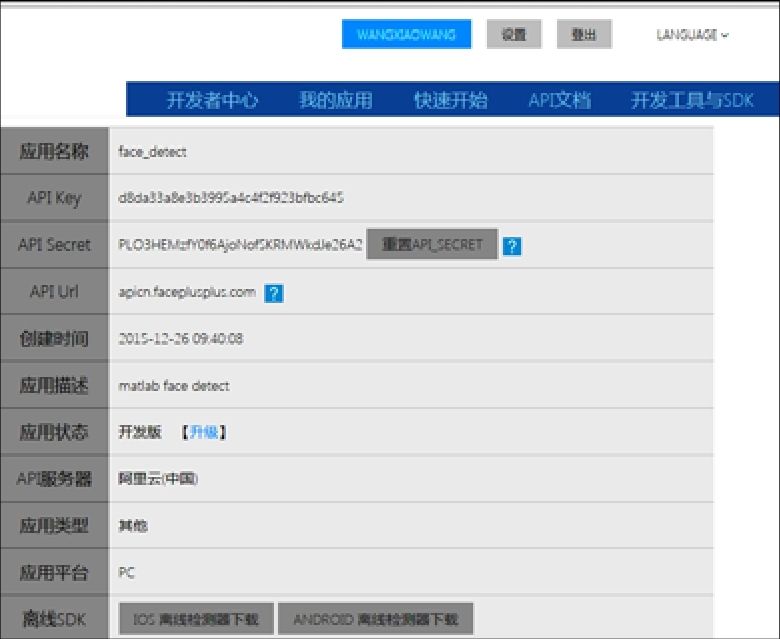 WANGXIAOWANG 设置 登出 LANGUAGE
开发者中心 我的应用 快速开始 API文档 开发工具与SDK
应用名称 face_detect
API Key d8da33a8e3b3995a4c4f2f923bfbc645
API Secret 重置API_SECRET ?
API Url apicn.faceplusplus.com ?
创建时间 2015-12-26 09:40:08
应用描述 matlab face detect
应用状态 开发版 【升级】
API服务器 阿里云(中国)
应用类型 其他
应用平台 PC
离线SDK IOS 离线检测器下载 ANDROID 离线检测器下载